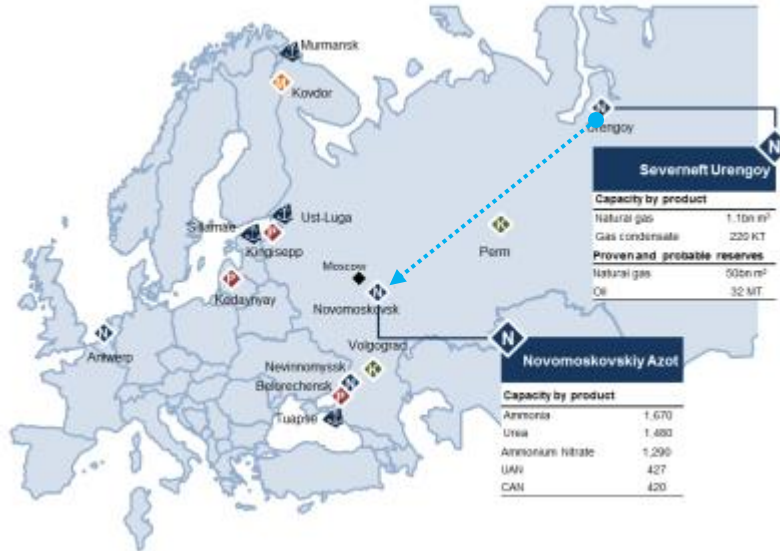 Murmansk
M
Kovdor
N
Urengoy
N
Severneft Urengoy
Capacity by product
Natural gas 1.1bn m³
Gas condensate 220 KT
Proven and probable reserves
Natural gas 50bn m³
Oil 32 MT
Ust-Luga
Sillamae
P
Kingisepp
K
Perm
Moscow
P
Kedaynyay
N
Novomoskovsk
N
Antwerp
Volgograd
K
Nevinnomyssk
N
Belorechensk
P
Tuapse
N
Novomoskovskiy Azot
Capacity by product
Ammonia 1,670
Urea 1,480
Ammonium Nitrate 1,290
UAN 427
CAN 420